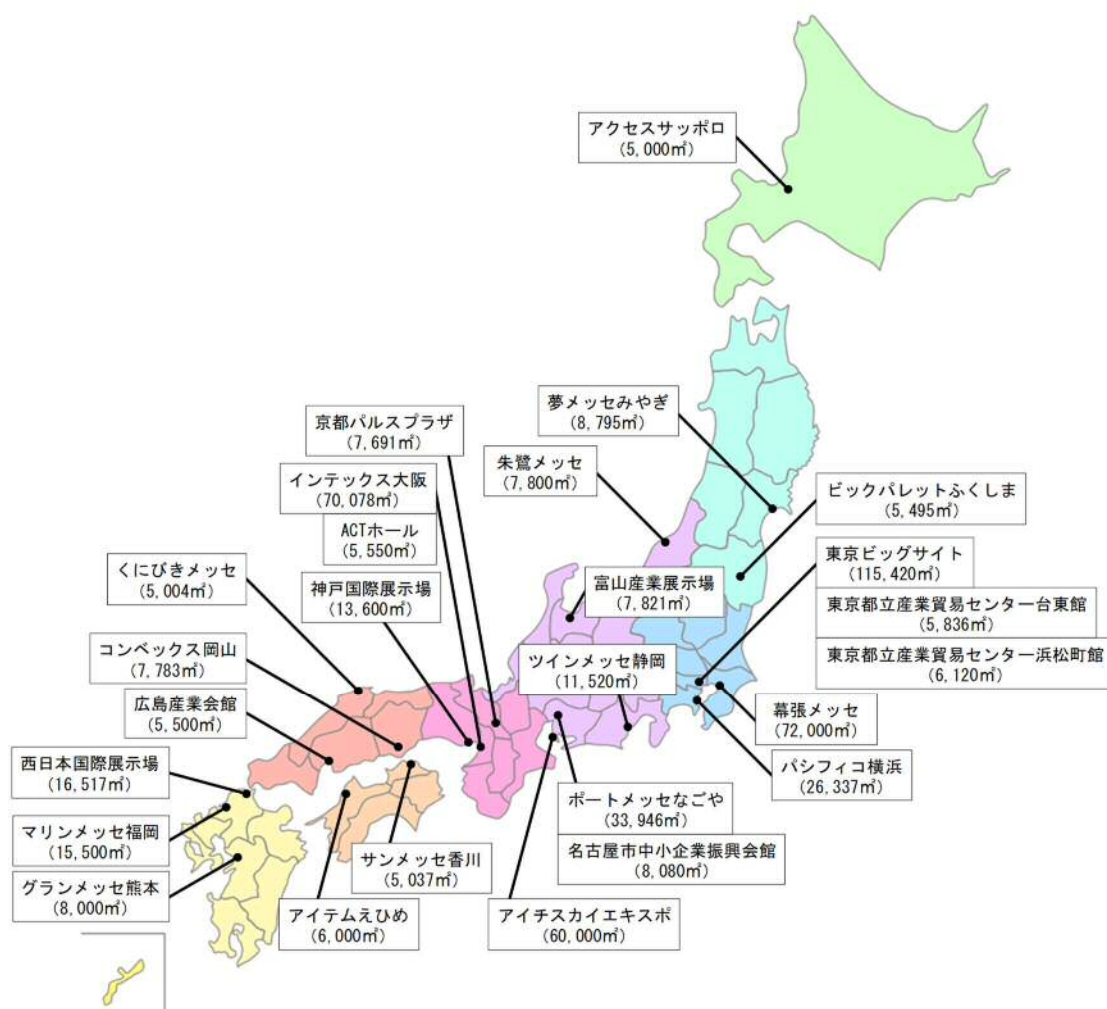 アクセスサッポロ
(5,000㎡)
夢メッセみやぎ
(8,795㎡)
京都パルスプラザ
(7,691㎡)
朱鷺メッセ
(7,800㎡)
インテックス大阪
(70,078㎡)
ビックパレットふくしま
(5,495㎡)
ACTホール
(5,550㎡)
東京ビッグサイト
(115,420㎡)
くにびきメッセ
(5,004㎡)
神戸国際展示場
(13,600㎡)
富山産業展示場
(7,821㎡)
東京都立産業貿易センター台東館
(5,836㎡)
コンベックス岡山
(7,783㎡)
ツインメッセ静岡
(11,520㎡)
東京都立産業貿易センター浜松町館
(6,120㎡)
広島産業会館
(5,500㎡)
幕張メッセ
(72,000㎡)
西日本国際展示場
(16,517㎡)
パシフィコ横浜
(26,337㎡)
ポートメッセなごや
(33,946㎡)
マリンメッセ福岡
(15,500㎡)
名古屋市中小企業振興会館
(8,080㎡)
サンメッセ香川
(5,037㎡)
グランメッセ熊本
(8,000㎡)
アイテムえひめ
(6,000㎡)
アイチスカイエキスポ
(60,000㎡)